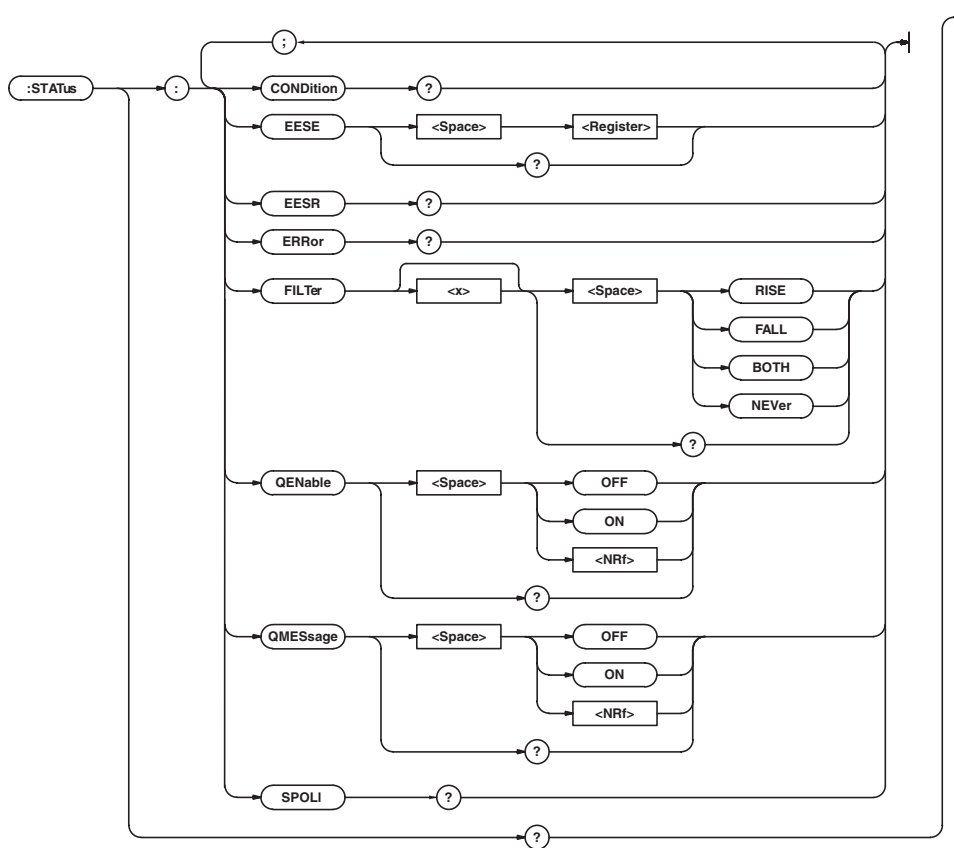 ;
:STATus : CONDition ?
EESE <Space> <Register>
?
EESR ?
ERRor ?
FILTer <x> <Space> RISE
FALL
BOTH
NEVer
?
QENable <Space> OFF
ON
<NRf>
?
QMESsage <Space> OFF
ON
<NRf>
?
SPOLl ?
?